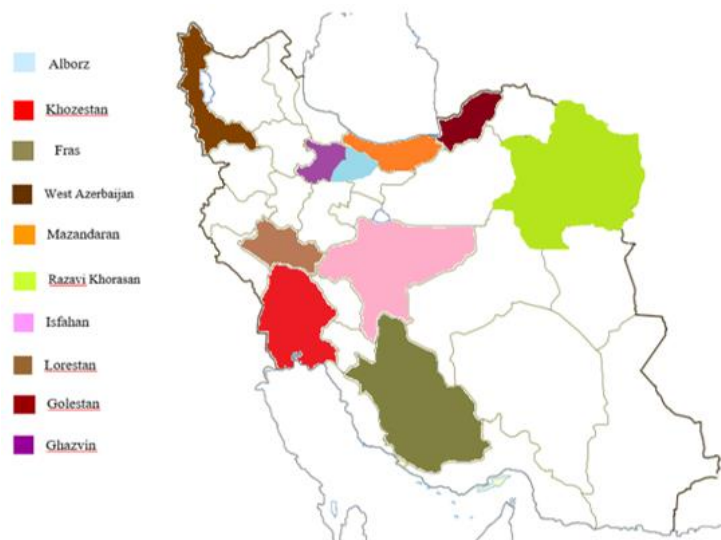 Alborz
Khozestan
Fras
West Azerbaijan
Mazandaran
Razavi Khorasan
Isfahan
Lorestan
Golestan
Ghazvin